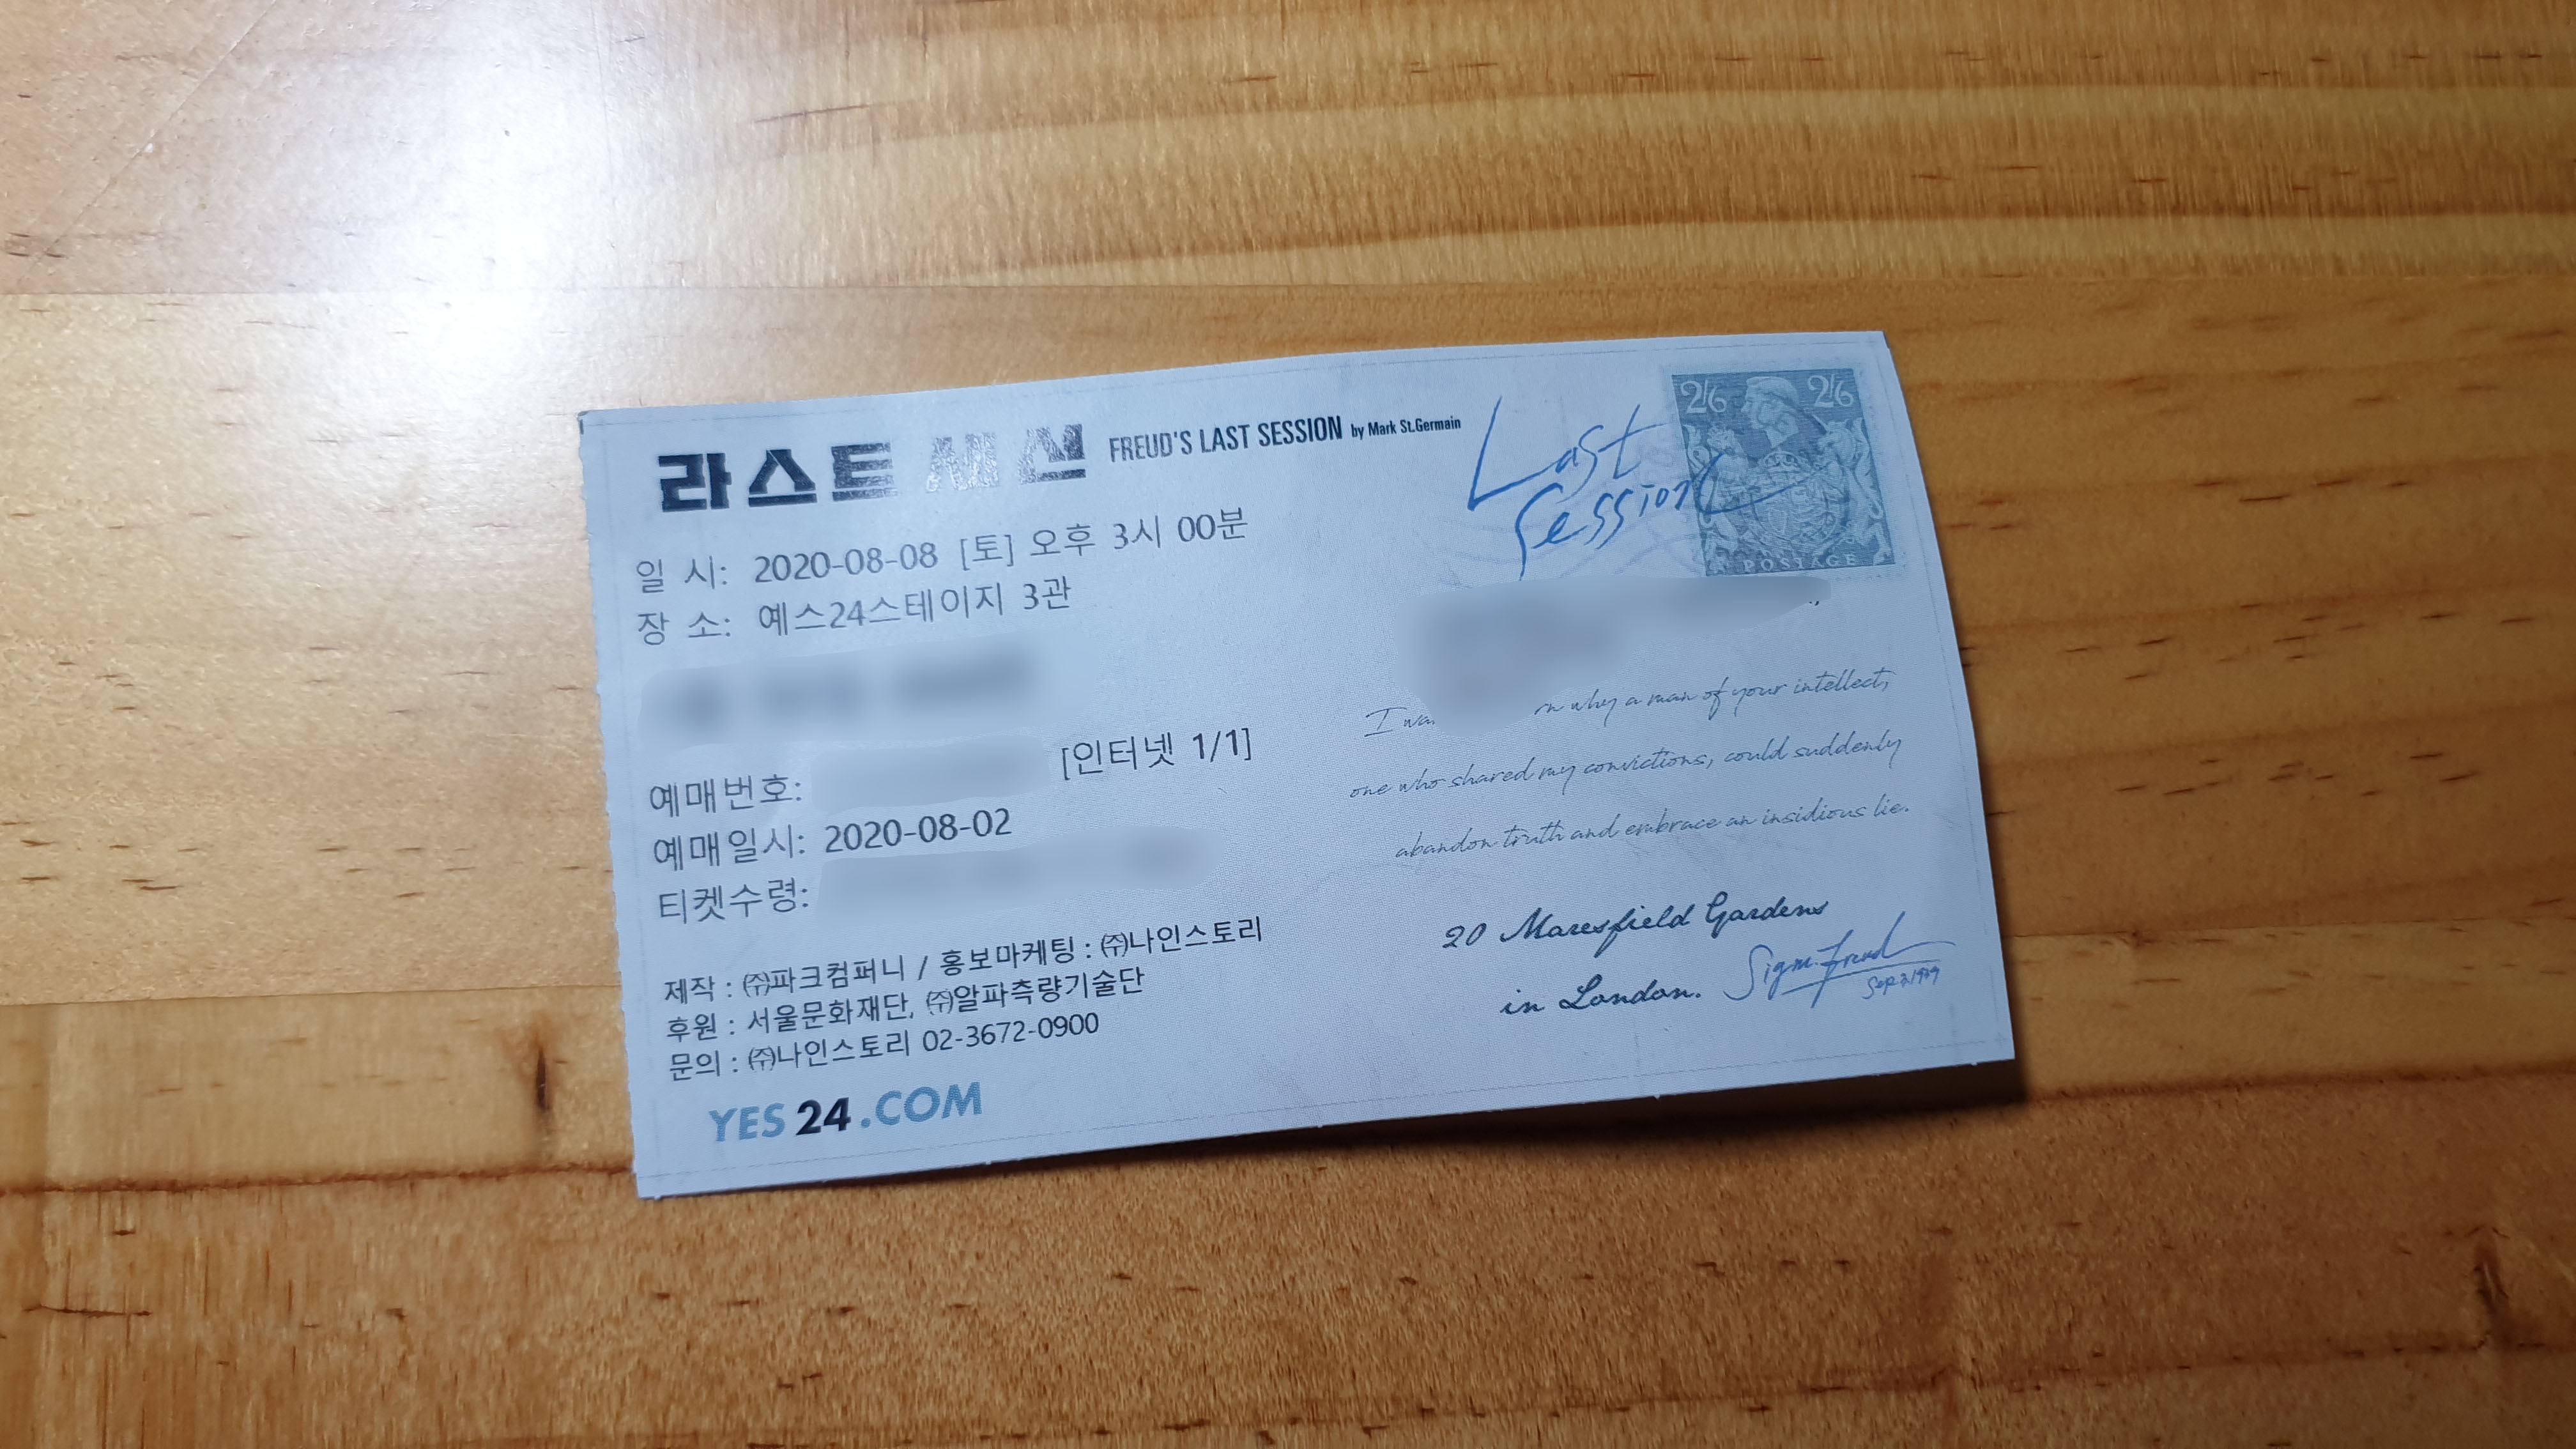 라스트 세션 FREUD'S LAST SESSION by Mark St.Germain
일 시: 2020-08-08 [토] 오후 3시 00분
장 소: 예스24스테이지 3관
예매번호: [인터넷 1/1]
예매일시: 2020-08-02
티켓수령:
제작 : ㈜파크컴퍼니 / 홍보마케팅 : ㈜나인스토리
후원 : 서울문화재단, ㈜알파측량기술단
문의 : ㈜나인스토리 02-3672-0900
YES24.COM
Last
Session
2/6 2/6
POSTAGE
I why a man of your intellect,
one who shared my convictions, could suddenly
abandon truth and embrace an insidious lie.
20 Maresfield Gardens
in London.
Sigm. Freud